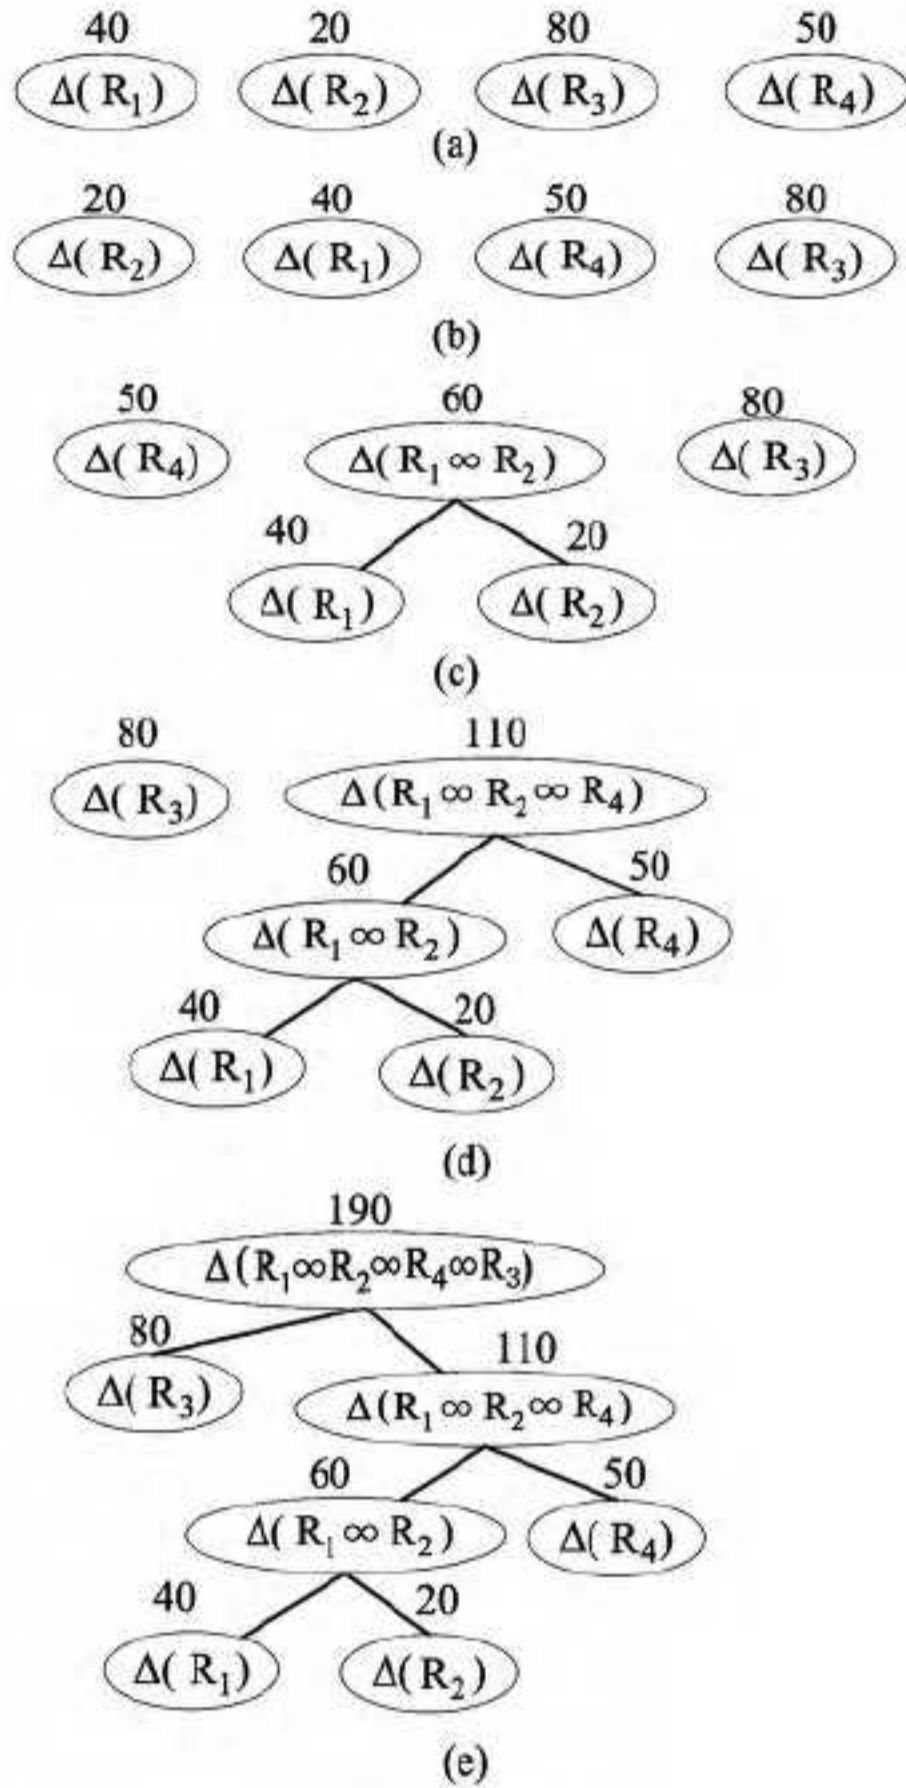 40 20 80 50
Δ(R₁) Δ(R₂) Δ(R₃) Δ(R₄)
(a)
20 40 50 80
Δ(R₂) Δ(R₁) Δ(R₄) Δ(R₃)
(b)
50 60 80
Δ(R₄) Δ(R₁∞R₂) Δ(R₃)
40 20
Δ(R₁) Δ(R₂)
(c)
80 110
Δ(R₃) Δ(R₁∞R₂∞R₄)
60 50
Δ(R₁∞R₂) Δ(R₄)
40 20
Δ(R₁) Δ(R₂)
(d)
190
Δ(R₁∞R₂∞R₄∞R₃)
80 110
Δ(R₃) Δ(R₁∞R₂∞R₄)
60 50
Δ(R₁∞R₂) Δ(R₄)
40 20
Δ(R₁) Δ(R₂)
(e)